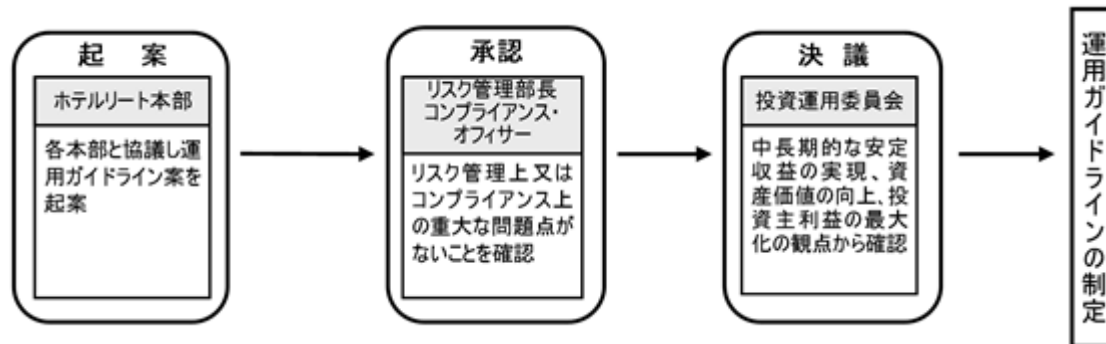 起　案
ホテルリート本部
各本部と協議し運
用ガイドライン案を
起案
承認
リスク管理部長
コンプライアンス・
オフィサー
リスク管理上又は
コンプライアンス上
の重大な問題点が
ないことを確認
決　議
投資運用委員会
中長期的な安定
収益の実現、資
産価値の向上、投
資主利益の最大
化の観点から確認
運用ガイドラインの制定